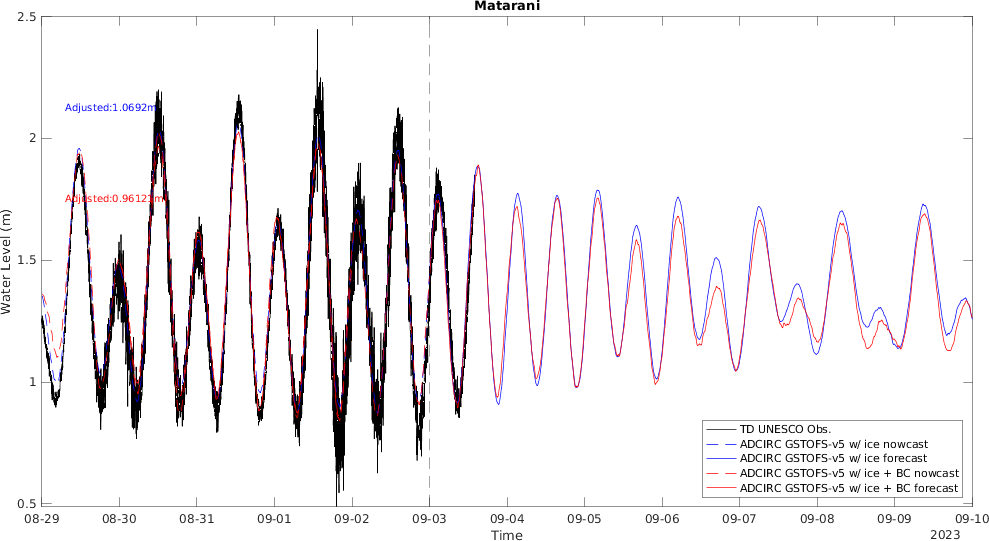 Matarani
2.5
2
1.5
1
0.5
Water Level (m)
Adjusted:1.0692m
Adjusted:0.96123m
TD UNESCO Obs.
ADCIRC GSTOFS-v5 w/ ice nowcast
ADCIRC GSTOFS-v5 w/ ice forecast
ADCIRC GSTOFS-v5 w/ ice + BC nowcast
ADCIRC GSTOFS-v5 w/ ice + BC forecast
08-29 08-30 08-31 09-01 09-02 09-03 09-04 09-05 09-06 09-07 09-08 09-09 09-10
Time
2023